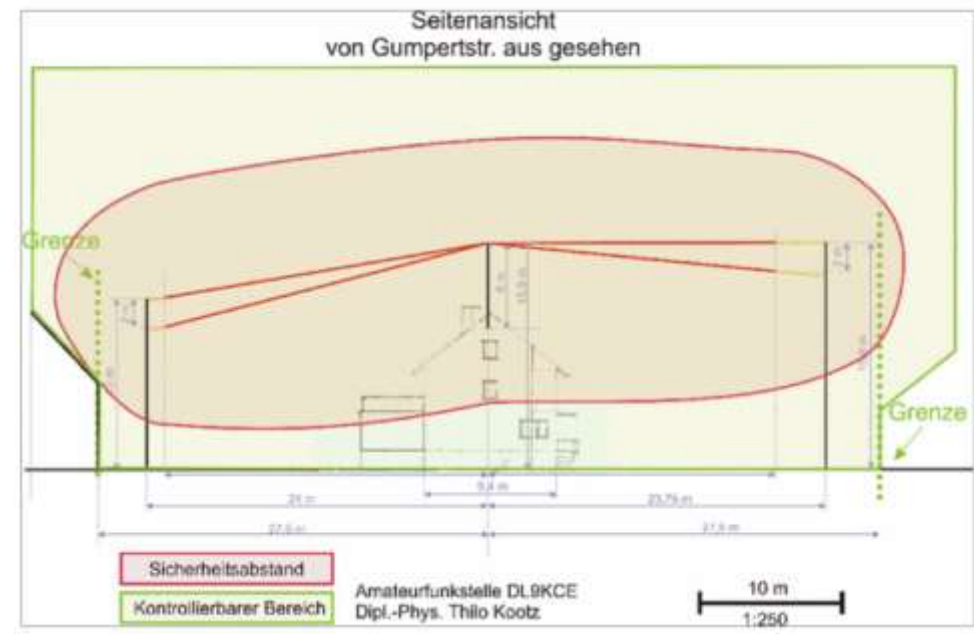 Seitenansicht
von Gumpertstr. aus gesehen
Grenze
Grenze
23,75 m
27,5 m
27,5 m
Sicherheitsabstand
Kontrollierbarer Bereich
Amateurfunkstelle DL9KCE
Dipl.-Phys. Thilo Kootz
10 m
1:250